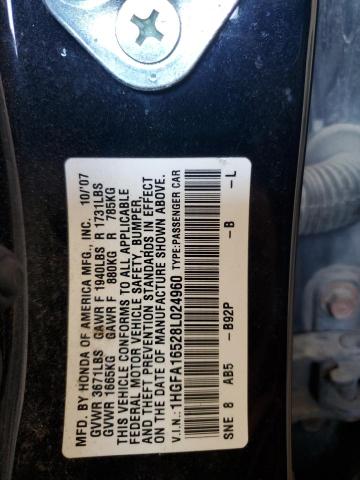 MFD. BY HONDA OF AMERICA MFG., INC. 10/'07
GVWR 3671LBS GAWR F 1940LBS R 1731LBS
GVWR 1665KG GAWR F 880KG R 785KG
THIS VEHICLE CONFORMS TO ALL APPLICABLE
FEDERAL MOTOR VEHICLE SAFETY, BUMPER,
AND THEFT PREVENTION STANDARDS IN EFFECT
ON THE DATE OF MANUFACTURE SHOWN ABOVE.
V.I.N.: 1HGFA16528L024960 TYPE:PASSENGER CAR
SNE 8 AB5 -B92P -B -L